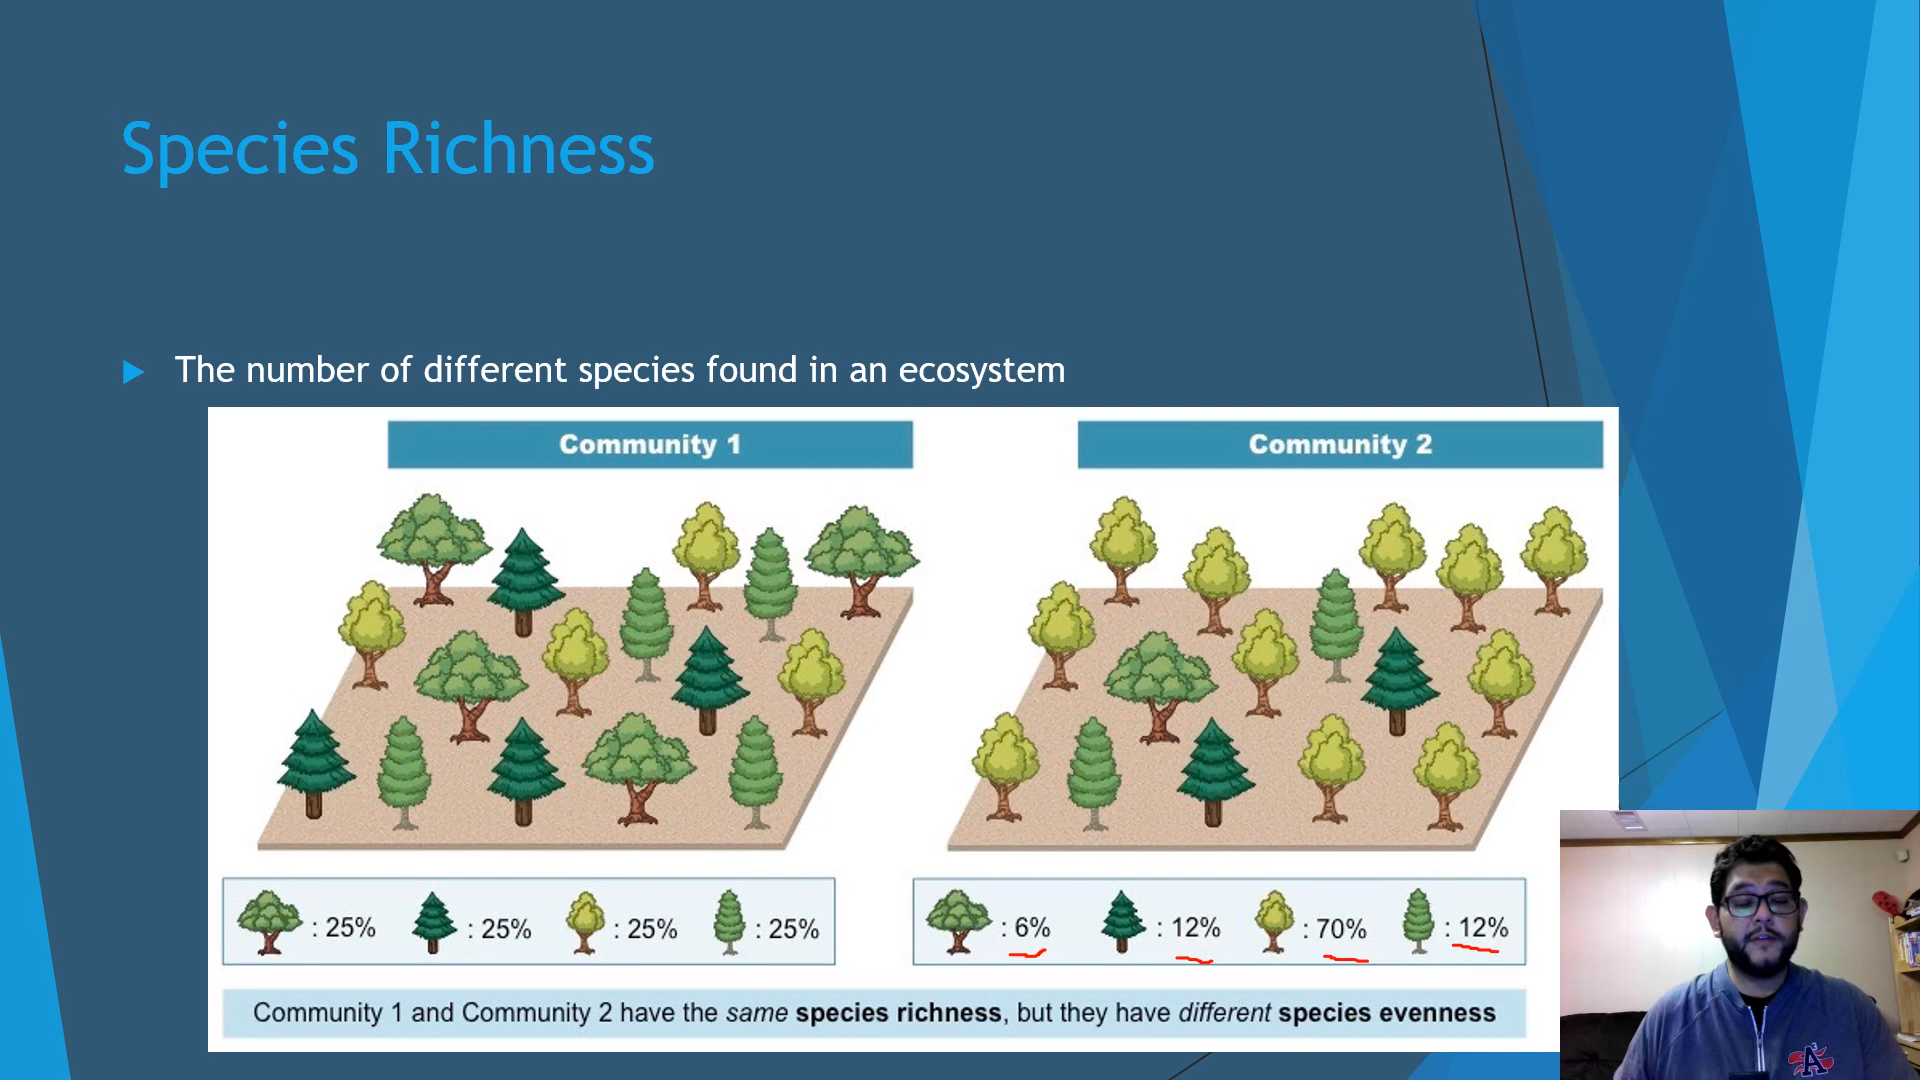 Species Richness
The number of different species found in an ecosystem
Community 1
Community 2
: 25% : 25% : 25% : 25%
: 6% : 12% : 70% : 12%
Community 1 and Community 2 have the same species richness, but they have different species evenness
A